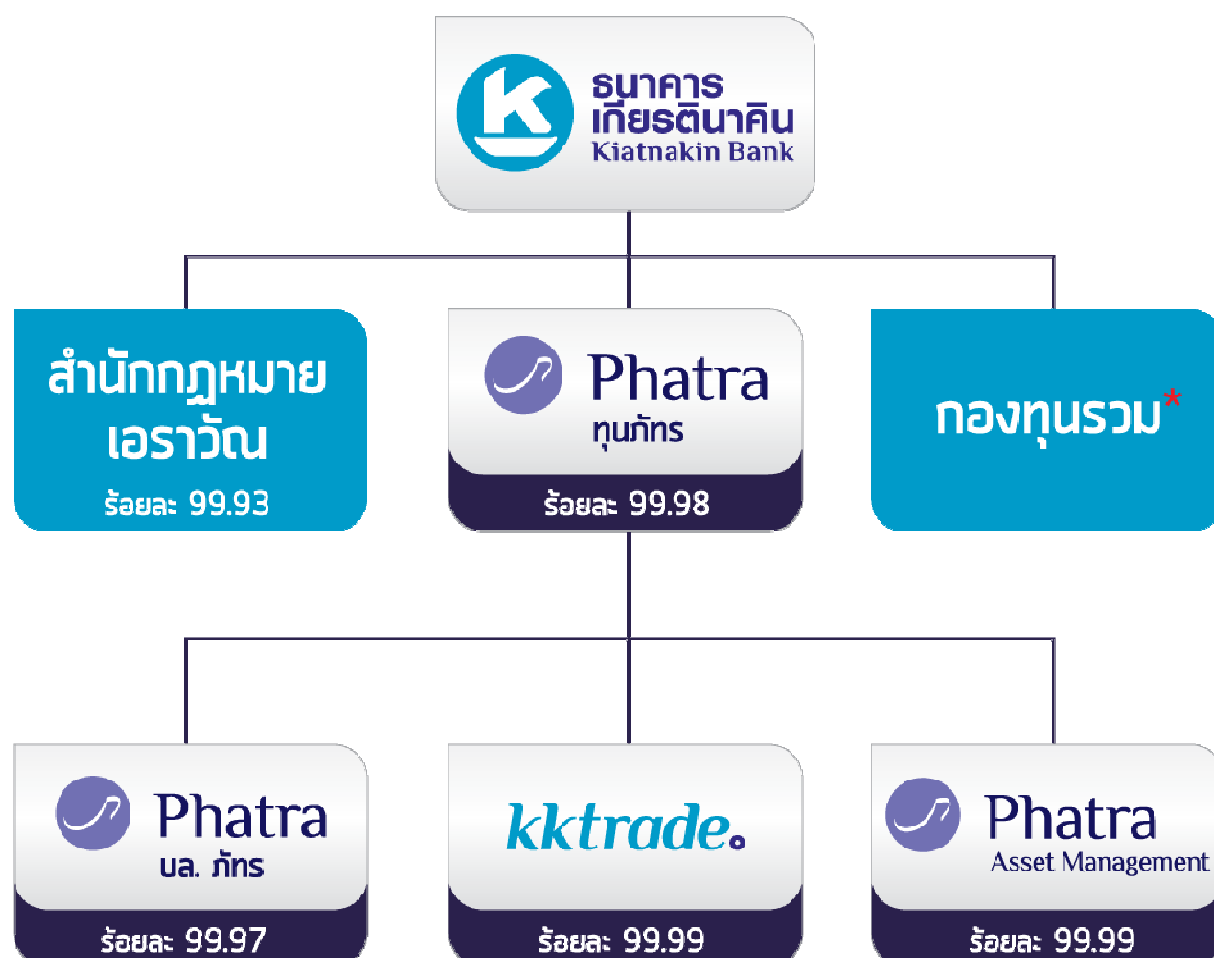 ธนาคาร
เกียรตินาคิน
Kiatnakin Bank
สำนักกฎหมาย
เอราวัณ
ร้อยละ 99.93
Phatra
ทุนภัทร
ร้อยละ 99.98
กองทุนรวม*
Phatra
บล. ภัทร
ร้อยละ 99.97
kktrade.
ร้อยละ 99.99
Phatra
Asset Management
ร้อยละ 99.99